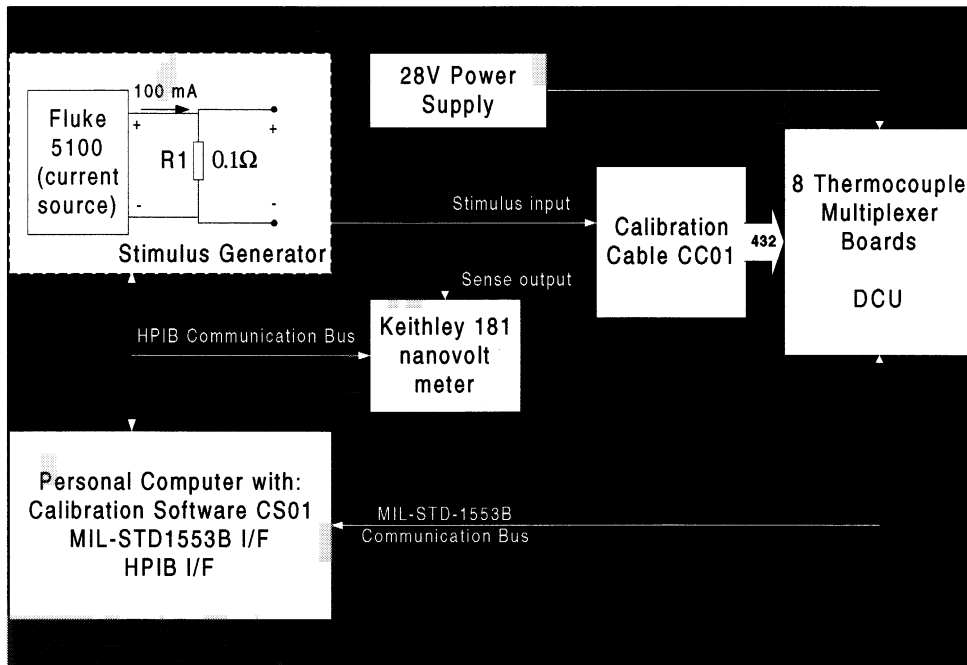 100 mA
Fluke
5100
(current
source)
+
-
R1
0.1Ω
+
-
Stimulus Generator
28V Power
Supply
Stimulus input
Calibration
Cable CC01
432
8 Thermocouple
Multiplexer
Boards
DCU
Sense output
HPIB Communication Bus
Keithley 181
nanovolt
meter
Personal Computer with:
Calibration Software CS01
MIL-STD1553B I/F
HPIB I/F
MIL-STD-1553B
Communication Bus